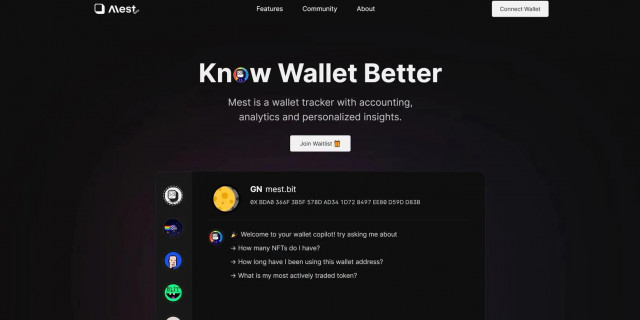 Mest
Features
Community
About
Connect Wallet
Know Wallet Better
Mest is a wallet tracker with accounting,
analytics and personalized insights.
Join Waitlist 🎁
GN mest.bit
0X 8DA0 366F 3B5F 578D AD34 1D72 8497 EE80 D59D D83B
🎉 Welcome to your wallet copilot! try asking me about
→ How many NFTs do I have?
→ How long have I been using this wallet address?
→ What is my most actively traded token?